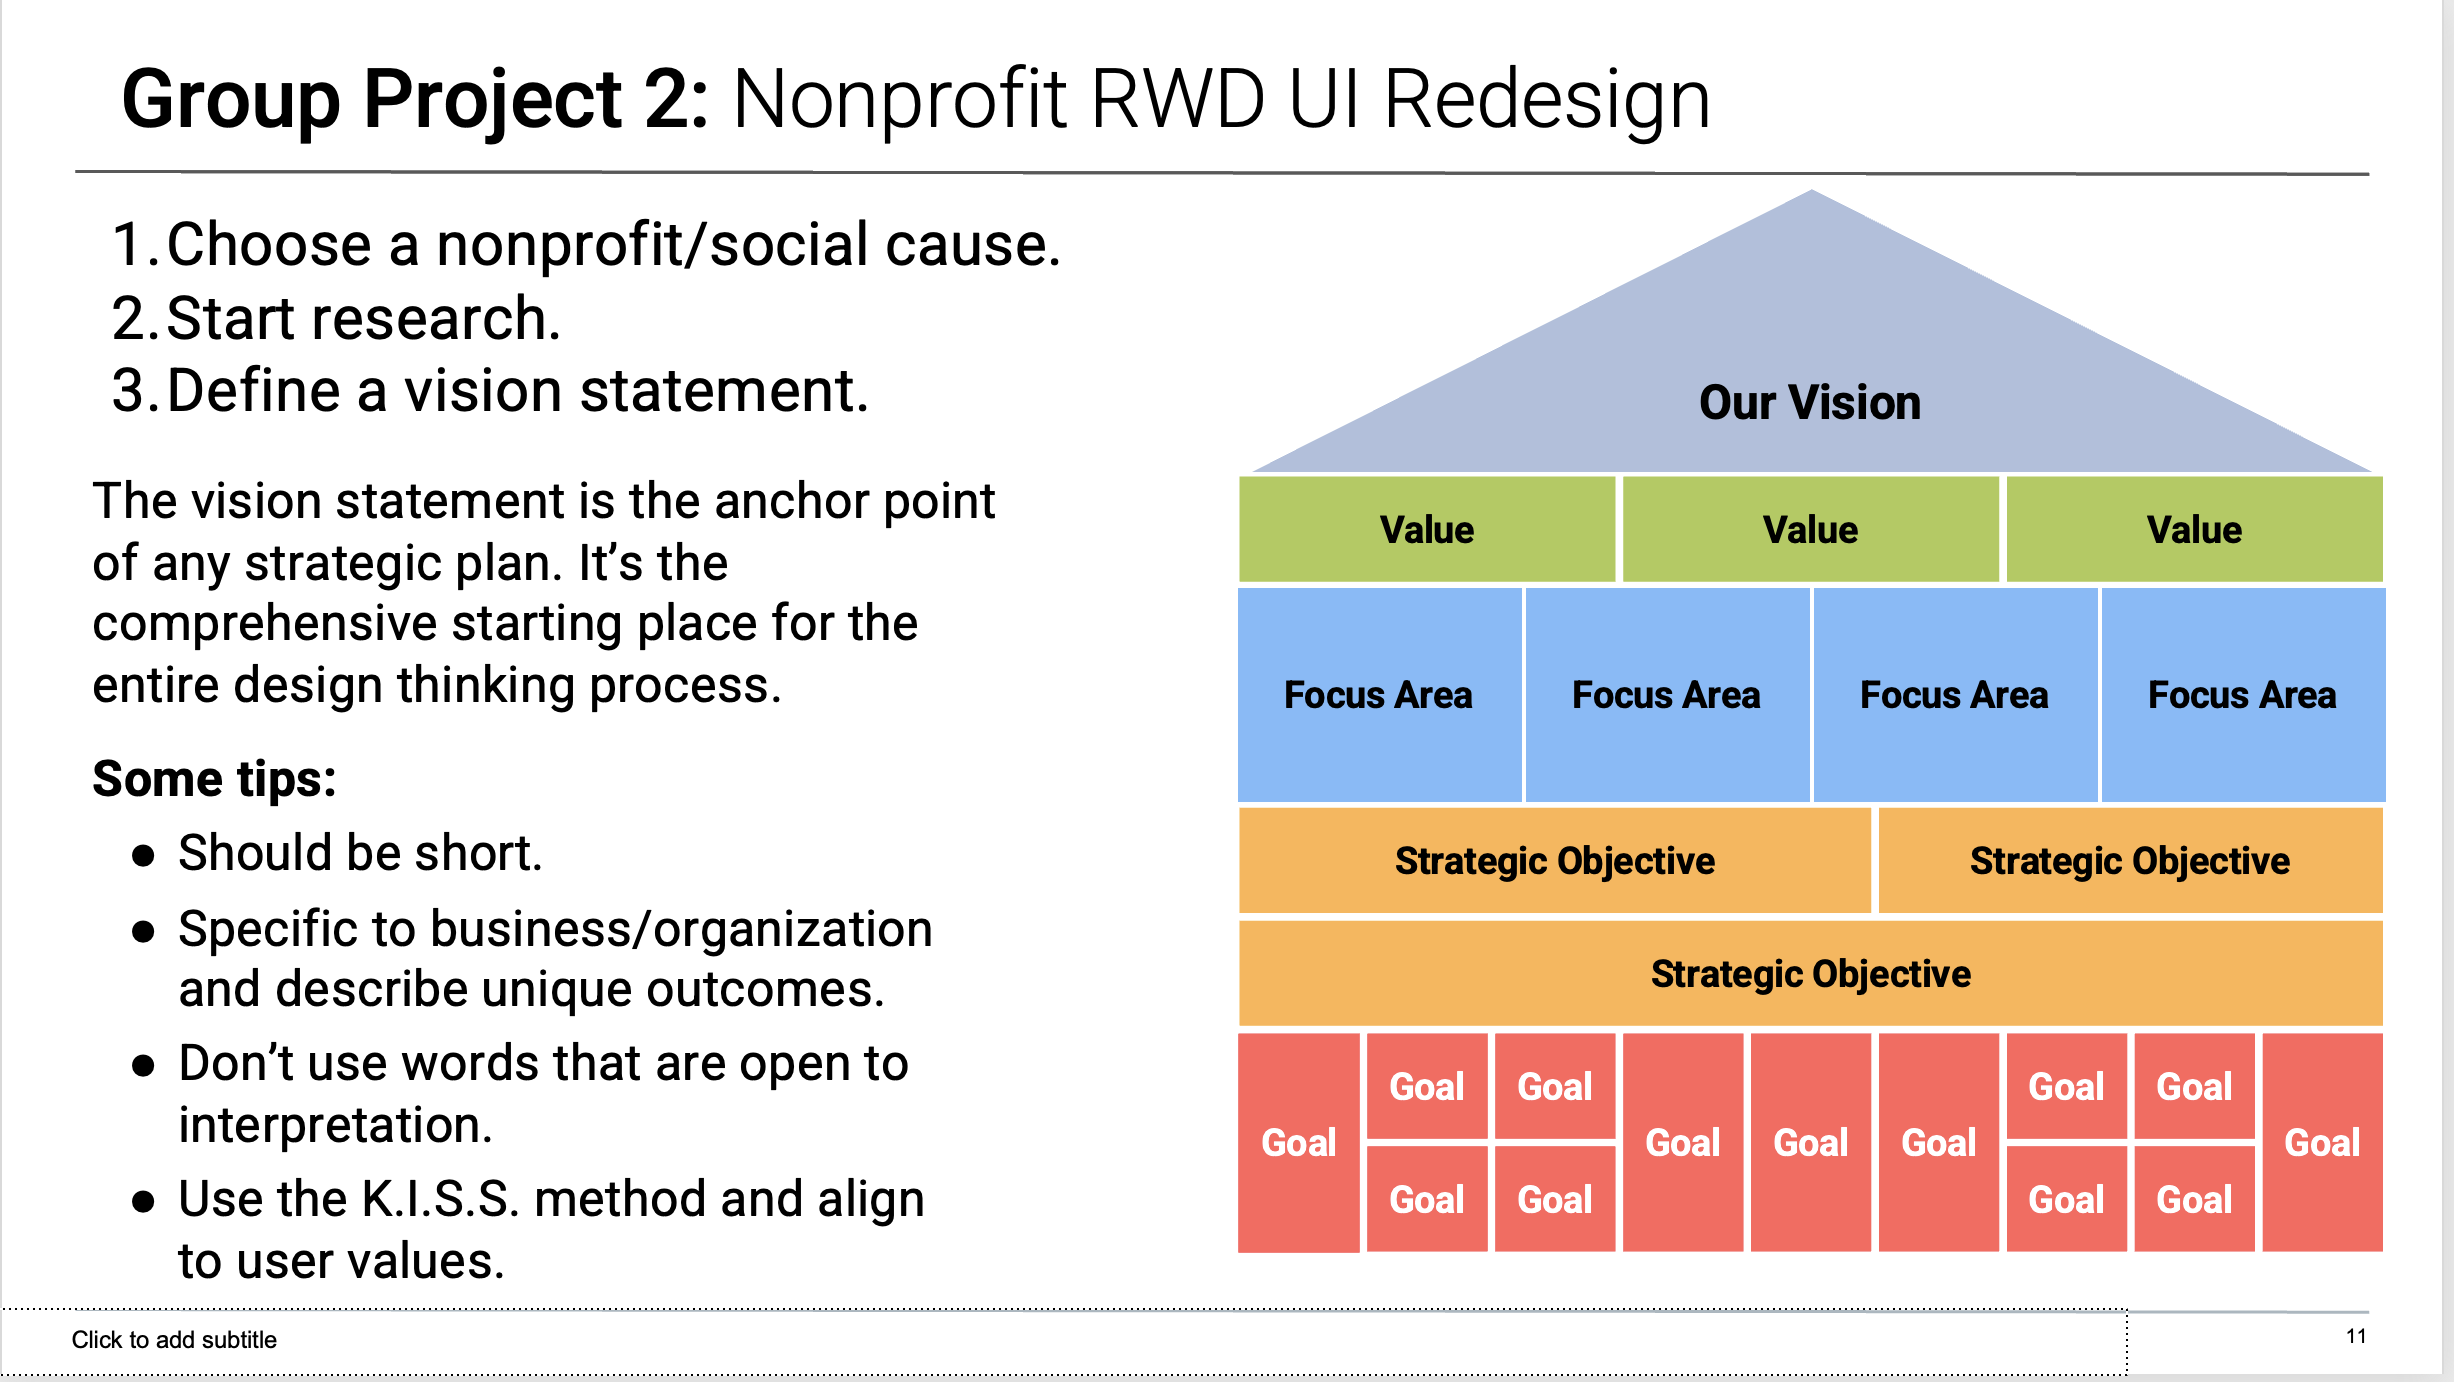 Group Project 2: Nonprofit RWD UI Redesign
1. Choose a nonprofit/social cause.
2. Start research.
3. Define a vision statement.
The vision statement is the anchor point
of any strategic plan. It’s the
comprehensive starting place for the
entire design thinking process.
Some tips:
● Should be short.
● Specific to business/organization
and describe unique outcomes.
● Don’t use words that are open to
interpretation.
● Use the K.I.S.S. method and align
to user values.
Our Vision
Value Value Value
Focus Area Focus Area Focus Area Focus Area
Strategic Objective Strategic Objective
Strategic Objective
Goal Goal Goal Goal
Goal Goal Goal Goal Goal
Goal Goal Goal Goal
Click to add subtitle
11